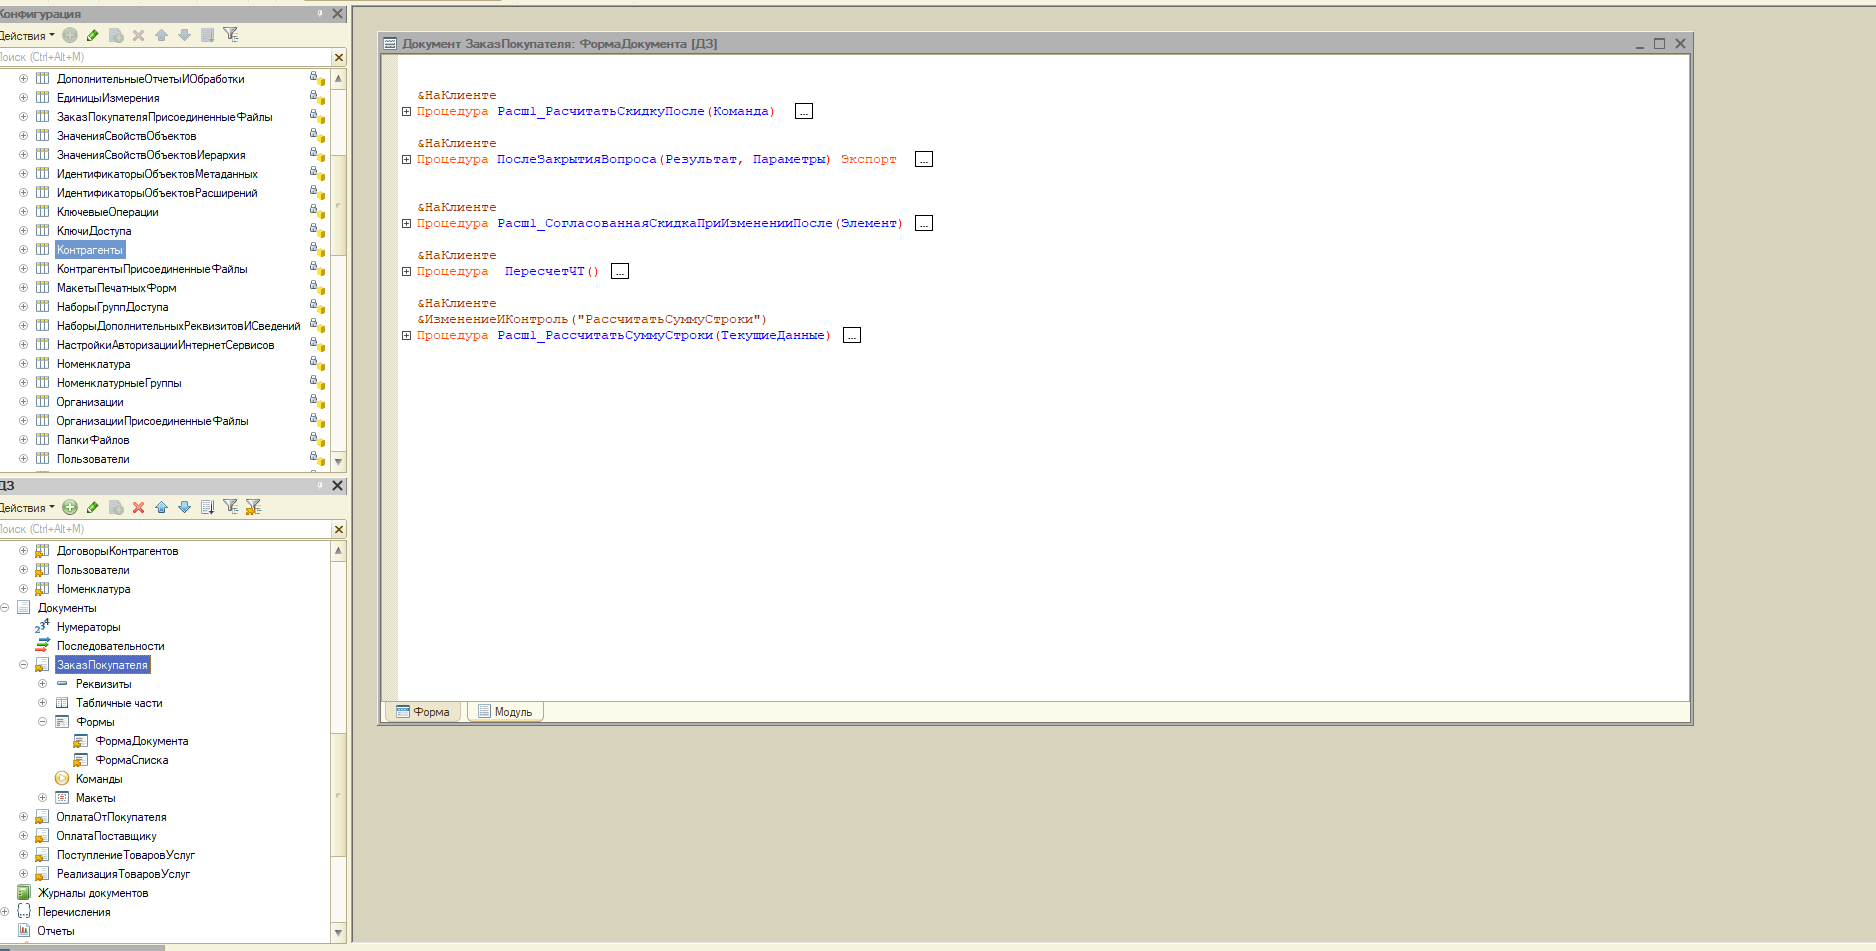 Конфигурация
Действия
Поиск (Ctrl+Alt+M)
ДополнительныеОтчетыИОбработки
ЕдиницыИзмерения
ЗаказПокупателяПрисоединенныеФайлы
ЗначенияСвойствОбъектов
ЗначенияСвойствОбъектовИерархия
ИдентификаторыОбъектовМетаданных
ИдентификаторыОбъектовРасширений
КлючевыеОперации
КлючиДоступа
Контрагенты
КонтрагентыПрисоединенныеФайлы
МакетыПечатныхФорм
НаборыГруппДоступа
НаборыДополнительныхРеквизитовИСведений
НастройкиАвторизацииИнтернетСервисов
Номенклатура
НоменклатурныеГруппы
Организации
ОрганизацииПрисоединенныеФайлы
ПапкиФайлов
Пользователи
ДЗ
Действия
Поиск (Ctrl+Alt+M)
ДоговорыКонтрагентов
Пользователи
Номенклатура
Документы
Нумераторы
Последовательности
ЗаказПокупателя
Реквизиты
Табличные части
Формы
ФормаДокумента
ФормаСписка
Команды
Макеты
ОплатаОтПокупателя
ОплатаПоставщику
ПоступлениеТоваровУслуг
РеализацияТоваровУслуг
Журналы документов
Перечисления
Отчеты
Документ ЗаказПокупателя: ФормаДокумента [ДЗ]
&НаКлиенте
Процедура Расш1_РасчитатьСкидкуПосле(Команда) ...
&НаКлиенте
Процедура ПослеЗакрытияВопроса(Результат, Параметры) Экспорт ...
&НаКлиенте
Процедура Расш1_СогласованнаяСкидкаПриИзмененииПосле(Элемент) ...
&НаКлиенте
Процедура ПересчетЧТ() ...
&НаКлиенте
&ИзменениеИКонтроль("РассчитатьСуммуСтроки")
Процедура Расш1_РассчитатьСуммуСтроки(ТекущиеДанные) ...
Форма
Модуль